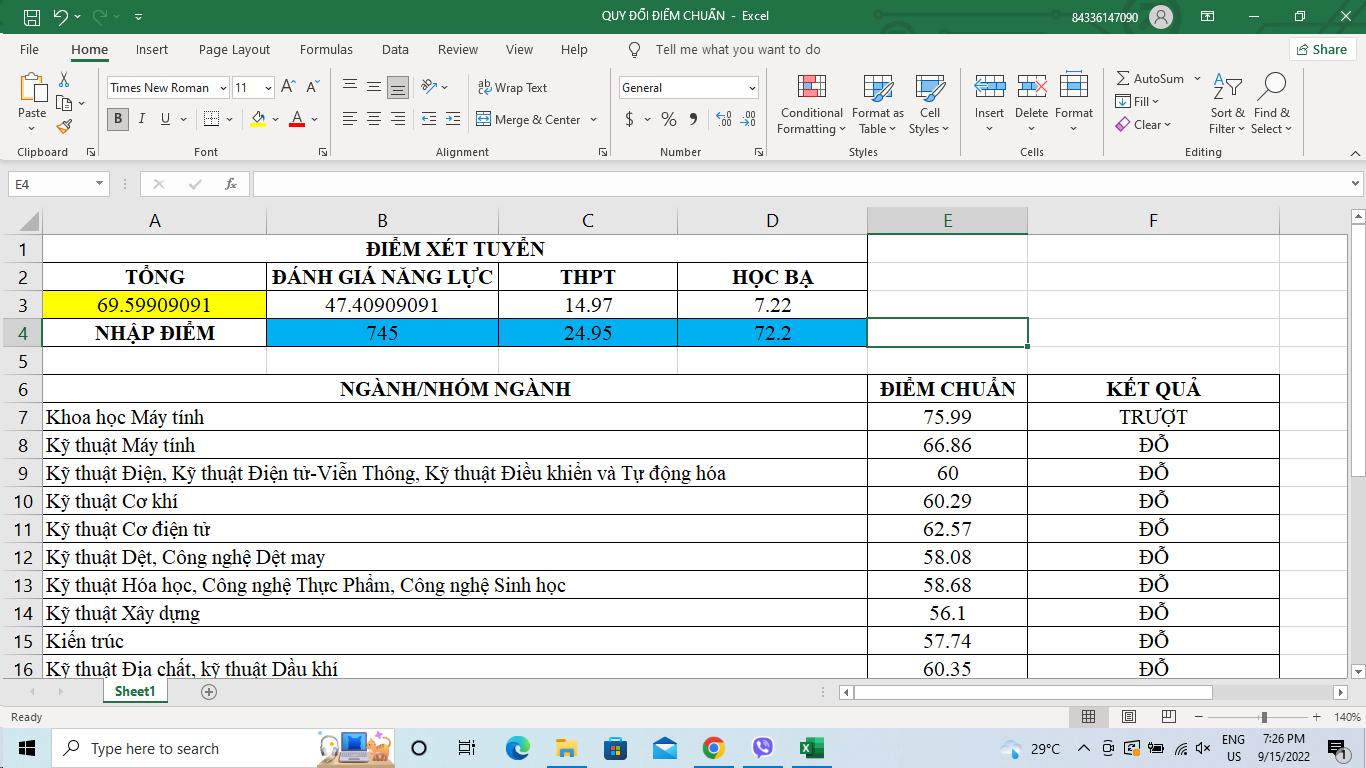 QUY ĐỔI ĐIỂM CHUẨN - Excel
84336147090
File Home Insert Page Layout Formulas Data Review View Help Tell me what you want to do Share
Paste
Clipboard
Times New Roman 11
B I U
Font
Wrap Text
Merge & Center
Alignment
General
$ % ,
Number
Conditional Formatting
Format as Table
Cell Styles
Styles
Insert Delete Format
Cells
AutoSum
Fill
Clear
Sort & Filter
Find & Select
Editing
E4 fx
A B C D E F
1 ĐIỂM XÉT TUYỂN
2 TỔNG ĐÁNH GIÁ NĂNG LỰC THPT HỌC BẠ
3 69.59909091 47.40909091 14.97 7.22
4 NHẬP ĐIỂM 745 24.95 72.2
5
6 NGÀNH/NHÓM NGÀNH ĐIỂM CHUẨN KẾT QUẢ
7 Khoa học Máy tính 75.99 TRƯỢT
8 Kỹ thuật Máy tính 66.86 ĐỖ
9 Kỹ thuật Điện, Kỹ thuật Điện tử-Viễn Thông, Kỹ thuật Điều khiển và Tự động hóa 60 ĐỖ
10 Kỹ thuật Cơ khí 60.29 ĐỖ
11 Kỹ thuật Cơ điện tử 62.57 ĐỖ
12 Kỹ thuật Dệt, Công nghệ Dệt may 58.08 ĐỖ
13 Kỹ thuật Hóa học, Công nghệ Thực Phẩm, Công nghệ Sinh học 58.68 ĐỖ
14 Kỹ thuật Xây dựng 56.1 ĐỖ
15 Kiến trúc 57.74 ĐỖ
16 Kỹ thuật Địa chất, kỹ thuật Dầu khí 60.35 ĐỖ
Sheet1
Ready 140%
Type here to search
29°C
ENG
US
7:26 PM
9/15/2022
1